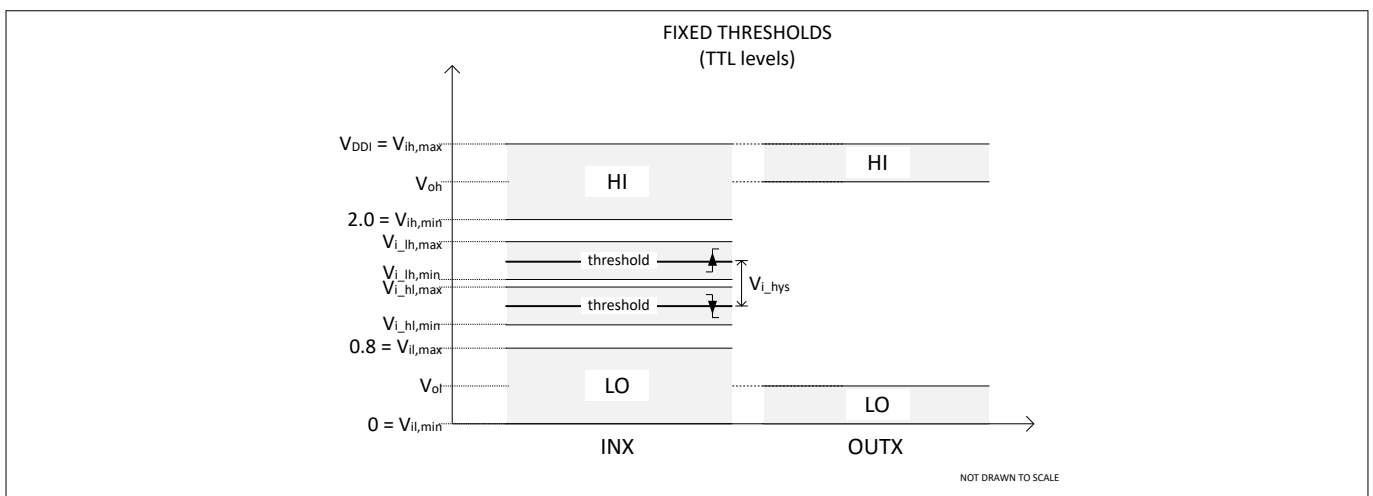 FIXED THRESHOLDS
(TTL levels)
VDDI = Vih,max
Voh
2.0 = Vih,min
Vi_lh,max
Vi_lh,min
Vi_hl,max
Vi_hl,min
0.8 = Vil,max
Vol
0 = Vil,min
HI
threshold
threshold
LO
Vi_hys
HI
LO
INX
OUTX
NOT DRAWN TO SCALE